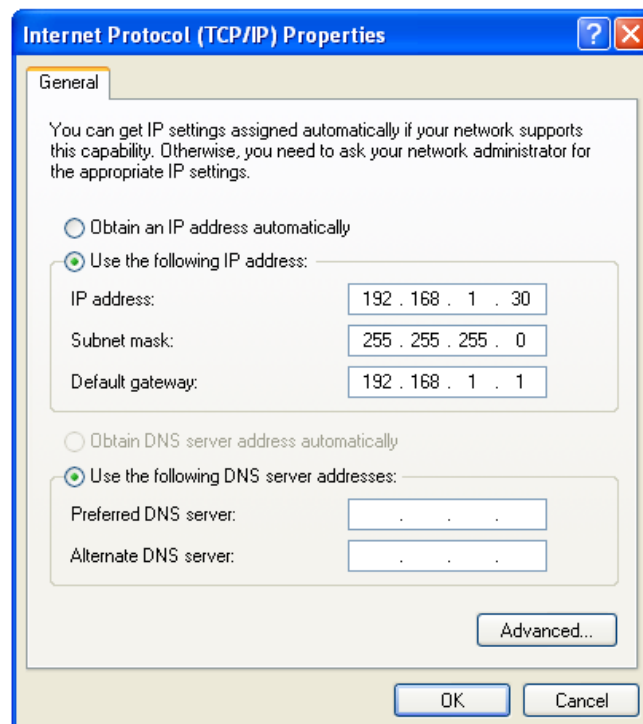 Internet Protocol (TCP/IP) Properties
General
You can get IP settings assigned automatically if your network supports
this capability. Otherwise, you need to ask your network administrator for
the appropriate IP settings.
Obtain an IP address automatically
Use the following IP address:
IP address: 192 . 168 . 1 . 30
Subnet mask: 255 . 255 . 255 . 0
Default gateway: 192 . 168 . 1 . 1
Obtain DNS server address automatically
Use the following DNS server addresses:
Preferred DNS server: . . .
Alternate DNS server: . . .
Advanced...
OK Cancel